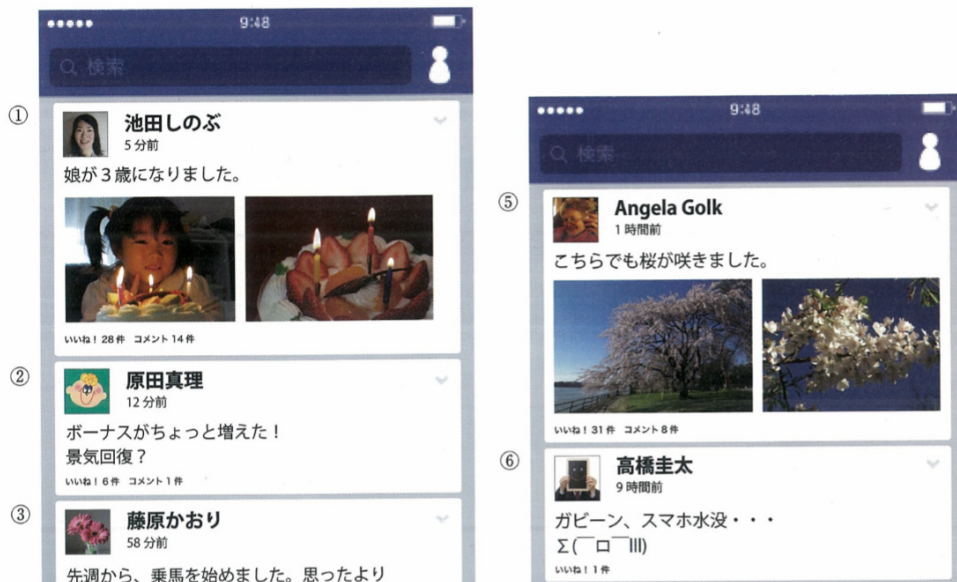 9:48
検索
①
池田しのぶ
5分前
娘が3歳になりました。
いいね!28件 コメント14件
②
原田真理
12分前
ボーナスがちょっと増えた!
景気回復?
いいね!6件 コメント1件
③
藤原かおり
58分前
先週から、乗馬を始めました。思ったより
9:48
検索
⑤
Angela Golk
1時間前
こちらでも桜が咲きました。
いいね!31件 コメント8件
⑥
高橋圭太
9時間前
ガビーン、スマホ水没・・・
Σ(￣ロ￣lll)
いいね!1件